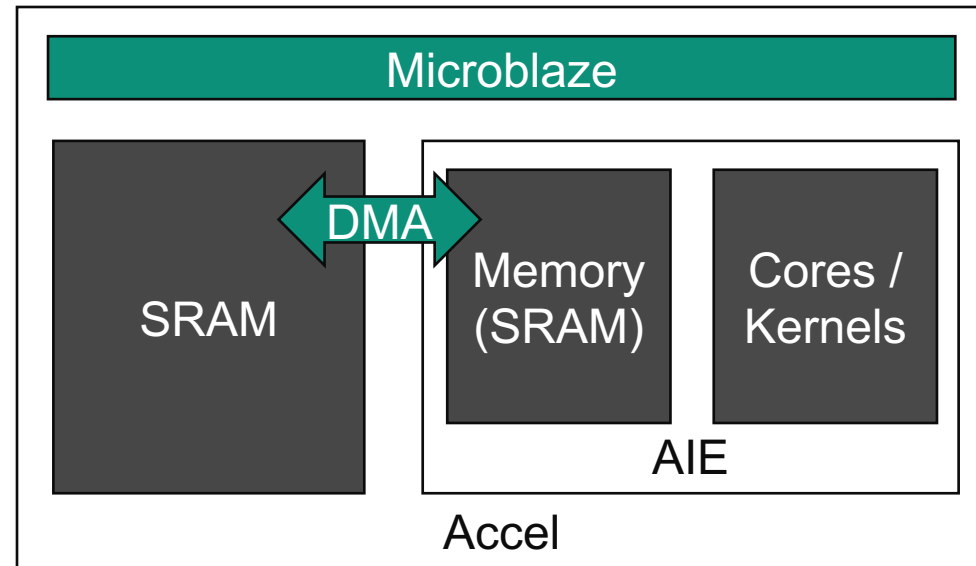 Microblaze
SRAM
DMA
Memory
(SRAM)
Cores /
Kernels
AIE
Accel